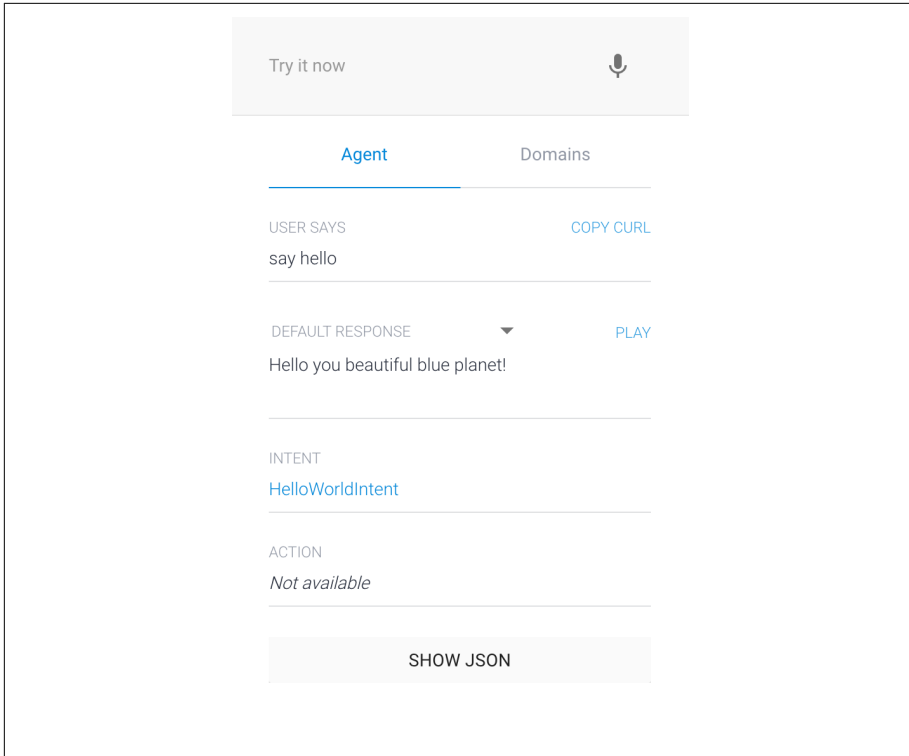 Try it now
Agent Domains
USER SAYS COPY CURL
say hello
DEFAULT RESPONSE PLAY
Hello you beautiful blue planet!
INTENT
HelloWorldIntent
ACTION
Not available
SHOW JSON